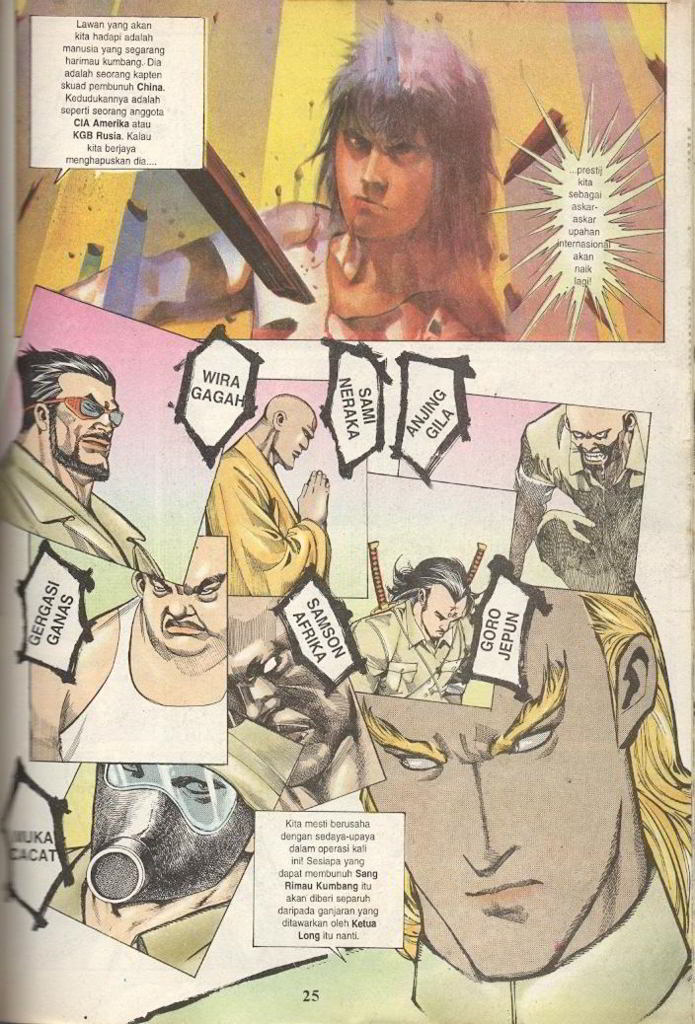 Lawan yang akan
kita hadapi adalah
manusia yang segarang
harimau kumbang. Dia
adalah seorang kapten
skuad pembunuh China.
Kedudukannya adalah
seperti seorang anggota
CIA Amerika atau
KGB Rusia. Kalau
kita berjaya
menghapuskan dia....
...prestij
kita
sebagai
askar-
askar
upahan
internasional
akan
naik
lagi!
WIRA
GAGAH
SAMI
NERAKA
ANJING
GILA
GERGASI
GANAS
SAMSON
AFRIKA
GORO
JEPUN
MUKA
CACAT
Kita mesti berusaha
dengan sedaya-upaya
dalam operasi kali
ini! Sesiapa yang
dapat membunuh Sang
Rimau Kumbang itu
akan diberi separuh
daripada ganjaran yang
ditawarkan oleh Ketua
Long itu nanti.
25